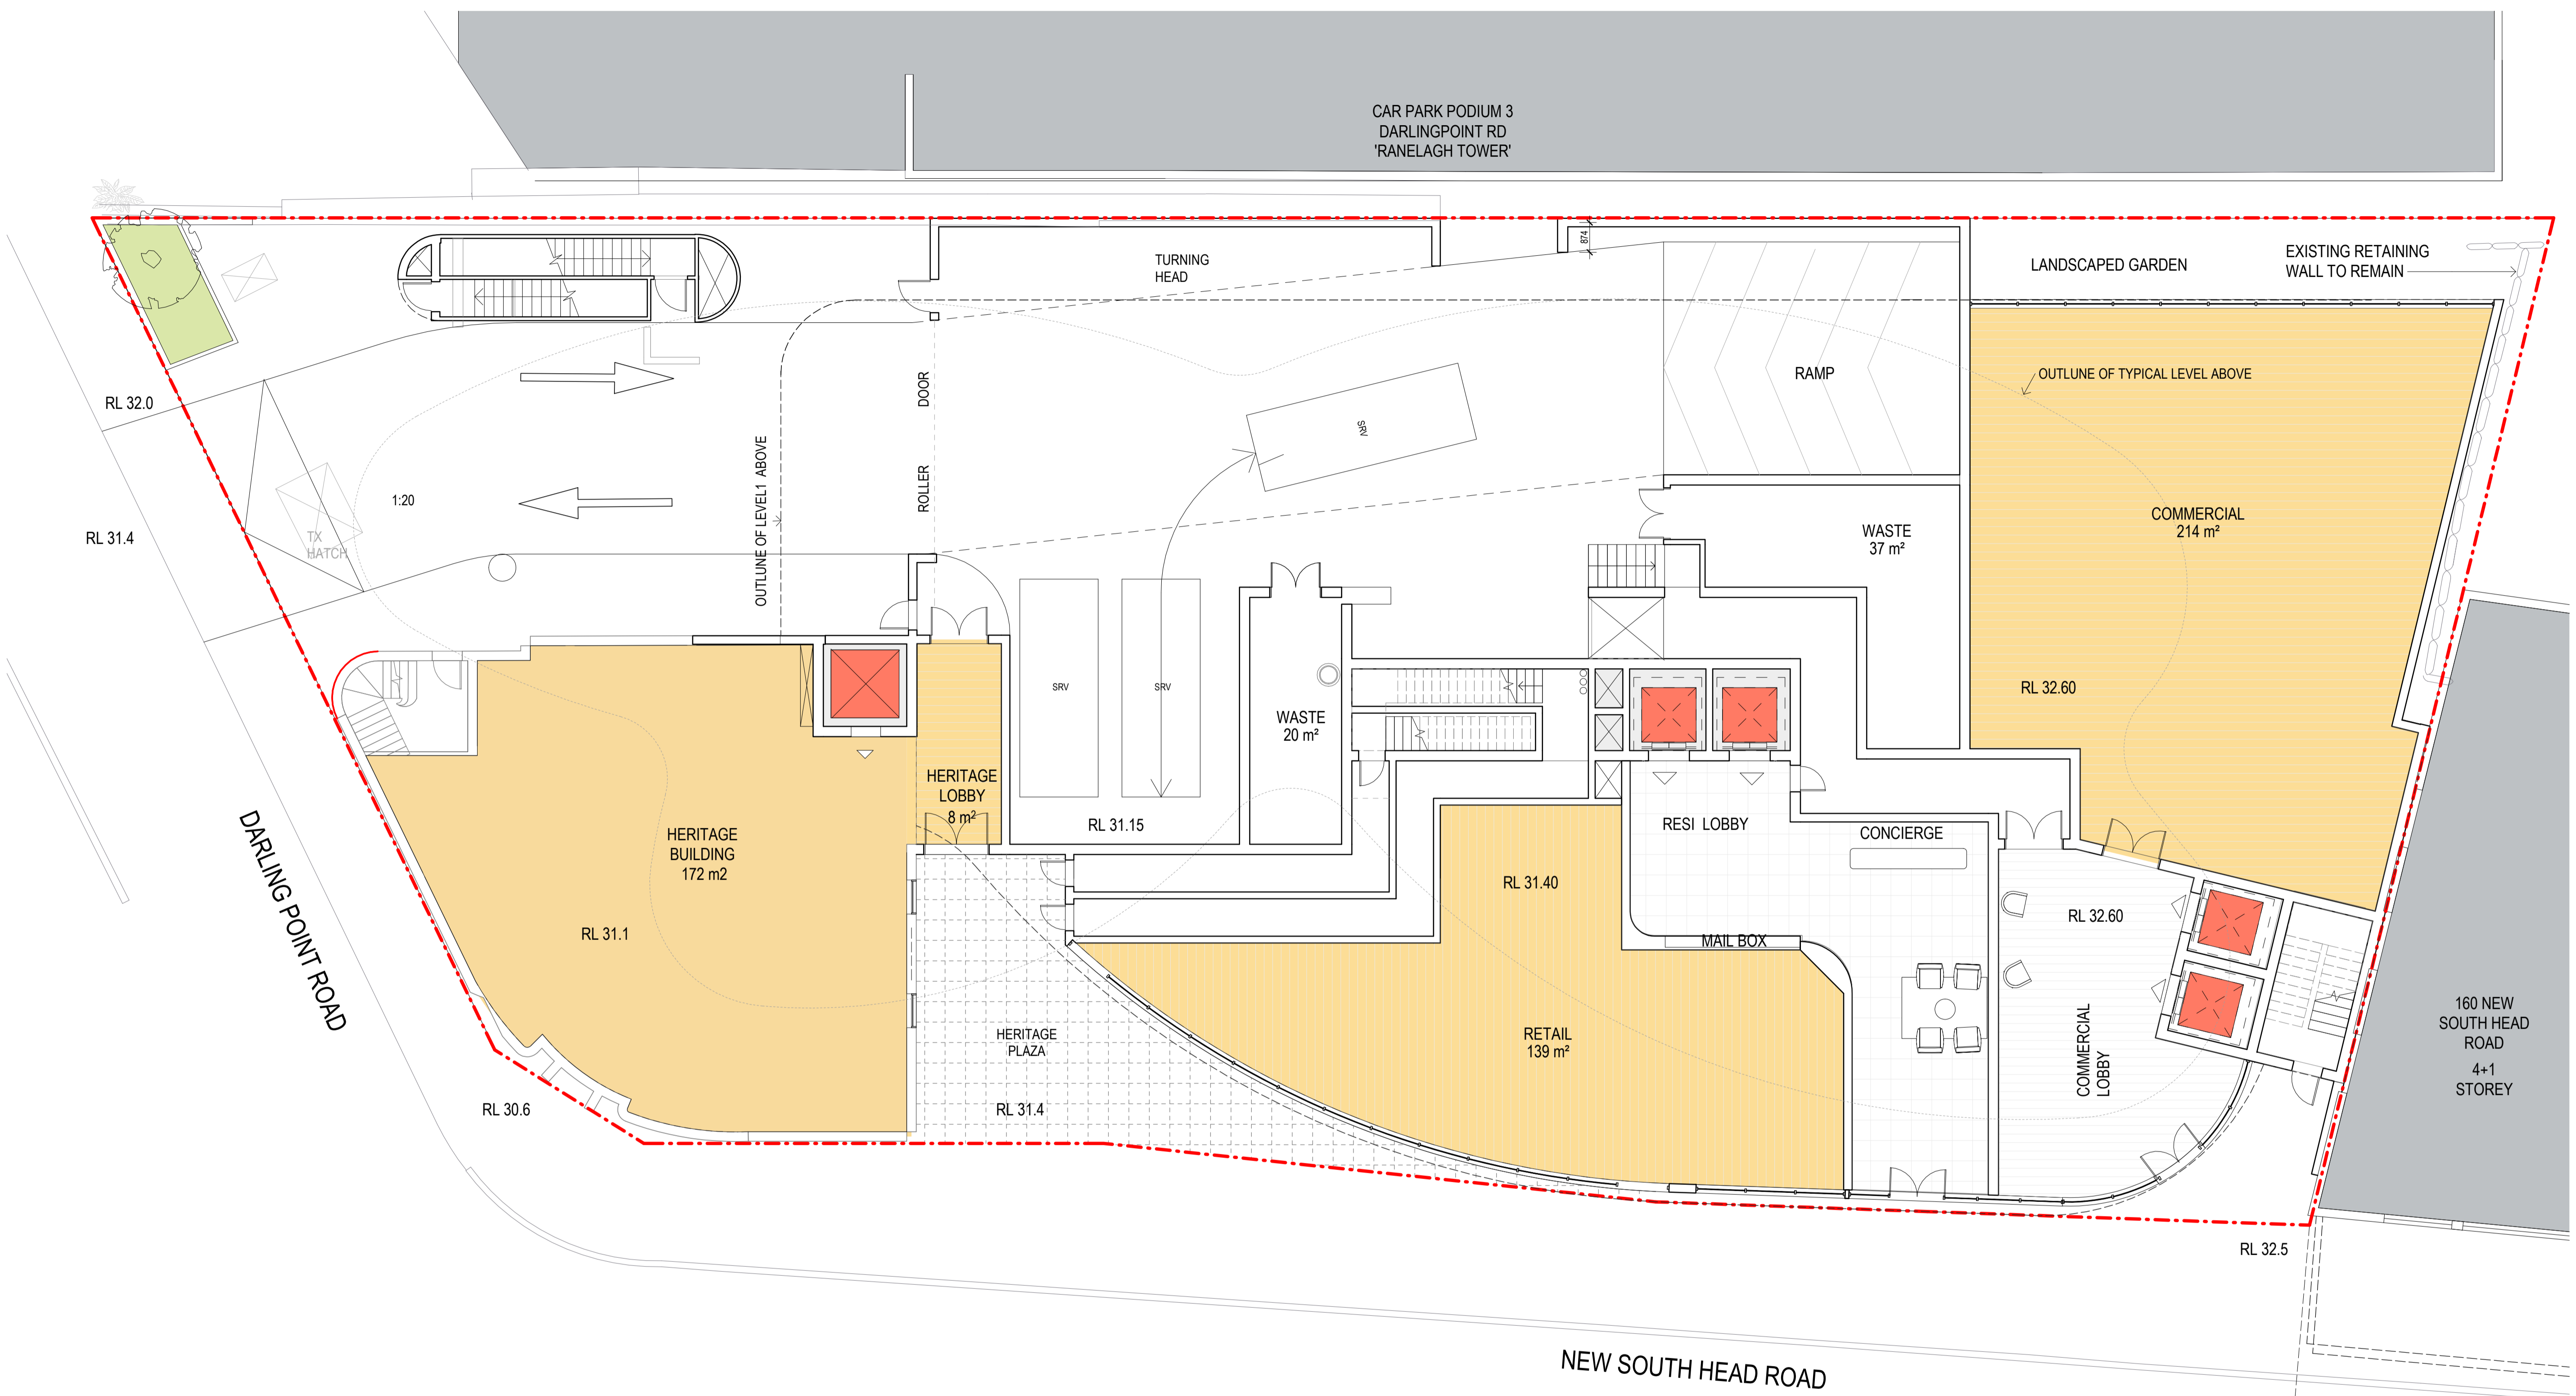 CAR PARK PODIUM 3
DARLINGPOINT RD
'RANELAGH TOWER'
874
TURNING
HEAD
LANDSCAPED GARDEN
EXISTING RETAINING
WALL TO REMAIN
RAMP
OUTLUNE OF TYPICAL LEVEL ABOVE
RL 32.0
DOOR
ROLLER
SRV
OUTLUNE OF LEVEL1 ABOVE
1:20
RL 31.4
TX
HATCH
COMMERCIAL
214 m²
WASTE
37 m²
RL 32.60
SRV
SRV
WASTE
20 m²
HERITAGE
LOBBY
8 m²
HERITAGE
BUILDING
172 m2
RL 31.15
RESI LOBBY
CONCIERGE
RL 31.40
RL 32.60
RL 31.1
MAIL BOX
DARLING POINT ROAD
HERITAGE
PLAZA
RETAIL
139 m²
COMMERCIAL
LOBBY
160 NEW
SOUTH HEAD
ROAD
4+1
STOREY
RL 30.6
RL 31.4
RL 32.5
NEW SOUTH HEAD ROAD